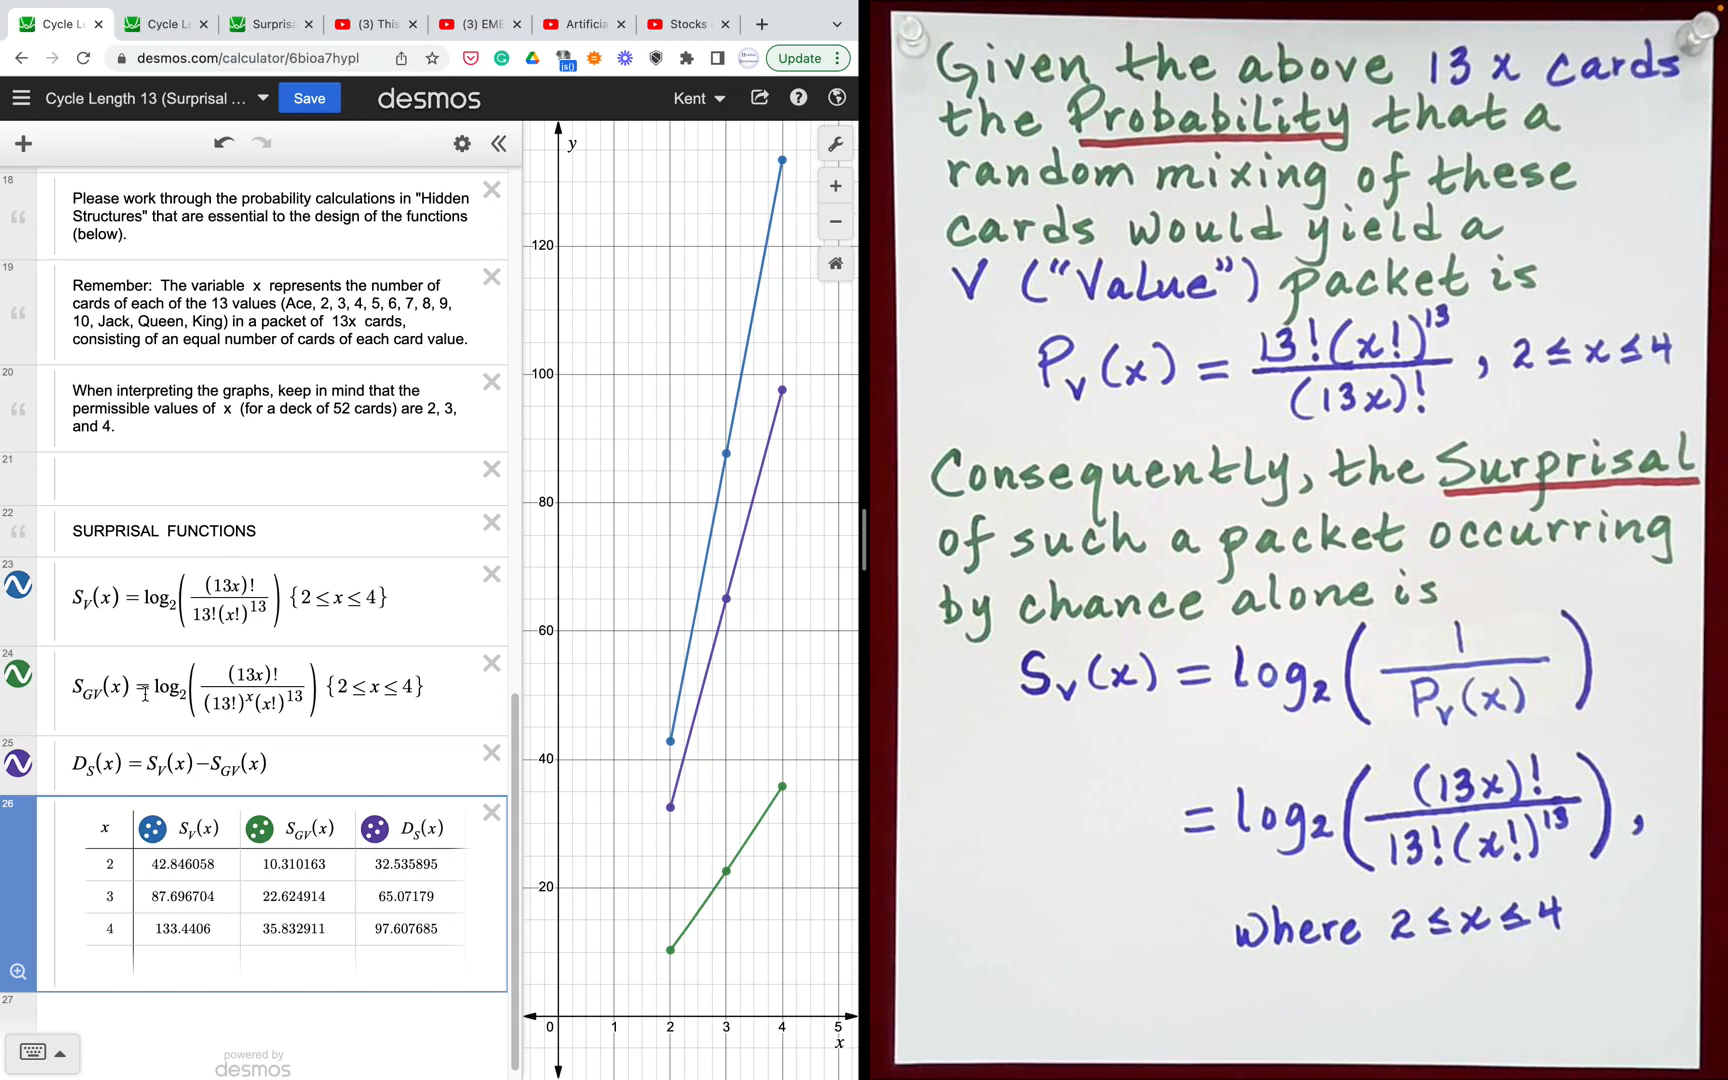 Cycle Le
Cycle Le
Surprisa
(3) This
(3) EME
Artificia
Stocks
desmos.com/calculator/6bioa7hypl
js()
Update
Cycle Length 13 (Surprisal ...
Save
desmos
Kent
18
Please work through the probability calculations in "Hidden
Structures" that are essential to the design of the functions
(below).
19
Remember: The variable x represents the number of
cards of each of the 13 values (Ace, 2, 3, 4, 5, 6, 7, 8, 9,
10, Jack, Queen, King) in a packet of 13x cards,
consisting of an equal number of cards of each card value.
20
When interpreting the graphs, keep in mind that the
permissible values of x (for a deck of 52 cards) are 2, 3,
and 4.
21
22
SURPRISAL FUNCTIONS
23
S_V(x) = log₂((13x)! / 13!(x!)^13) {2 ≤ x ≤ 4}
24
S_GV(x) = log₂((13x)! / (13!)^x(x!)^13) {2 ≤ x ≤ 4}
25
D_S(x) = S_V(x) − S_GV(x)
26
x S_V(x) S_GV(x) D_S(x)
2 42.846058 10.310163 32.535895
3 87.696704 22.624914 65.07179
4 133.4406 35.832911 97.607685
27
powered by
desmos
y
120
100
80
60
40
20
0 1 2 3 4 5
x
Given the above 13x cards
the Probability that a
random mixing of these
cards would yield a
V ("Value") packet is
P_V(x) = 13!(x!)^13 / (13x)! , 2 ≤ x ≤ 4
Consequently, the Surprisal
of such a packet occurring
by chance alone is
S_V(x) = log₂(1 / P_V(x))
= log₂((13x)! / 13!(x!)^13),
where 2 ≤ x ≤ 4